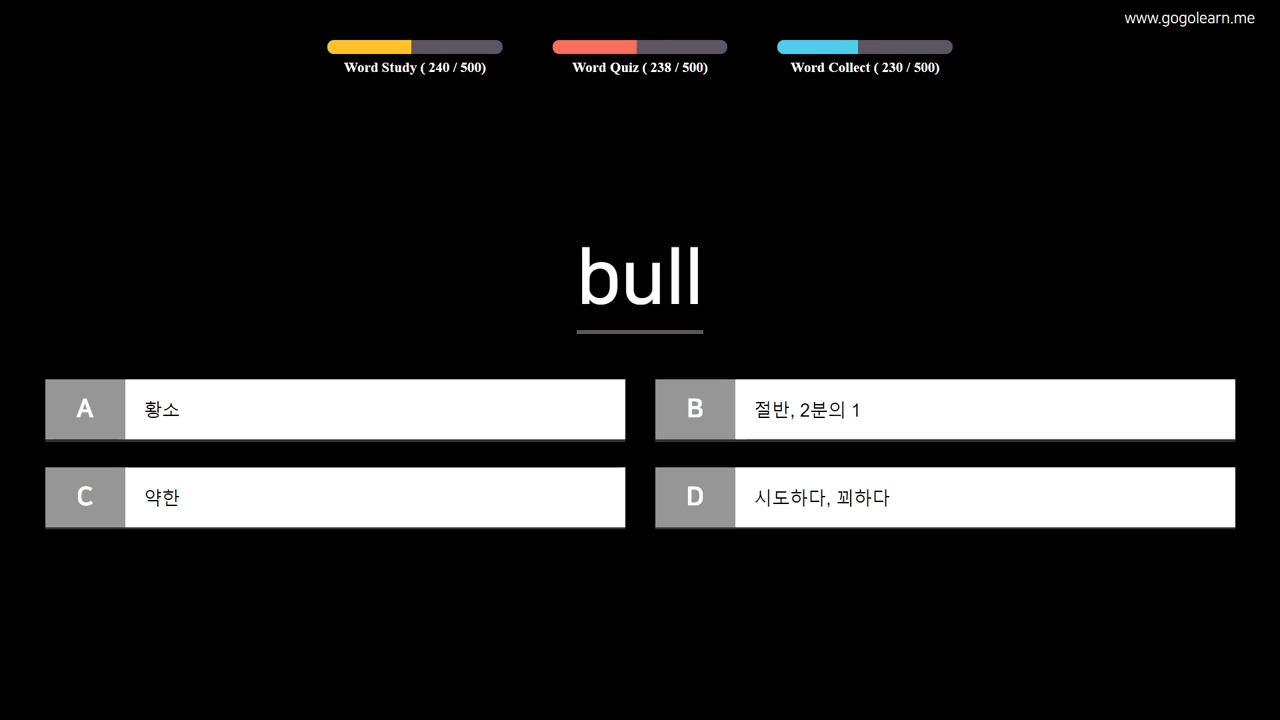 www.gogolearn.me
Word Study ( 240 / 500)
Word Quiz ( 238 / 500)
Word Collect ( 230 / 500)
bull
A 황소
B 절반, 2분의 1
C 약한
D 시도하다, 꾀하다